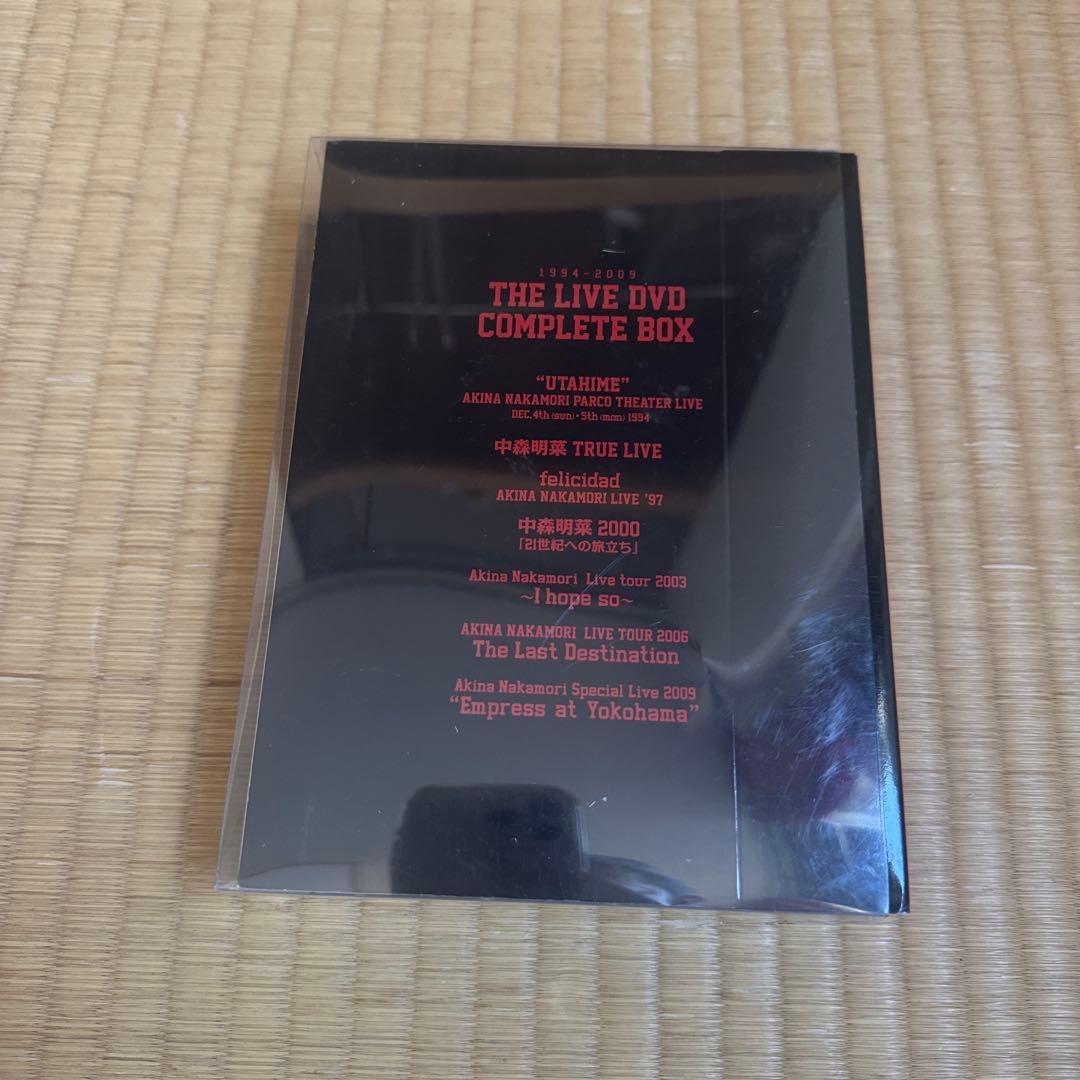 1994-2009
THE LIVE DVD
COMPLETE BOX
“UTAHIME”
AKINA NAKAMORI PARCO THEATER LIVE
DEC.4th (sun)・5th (mon) 1994
中森明菜 TRUE LIVE
felicidad
AKINA NAKAMORI LIVE ’97
中森明菜 2000
「21世紀への旅立ち」
Akina Nakamori Live tour 2003
~I hope so~
AKINA NAKAMORI LIVE TOUR 2006
The Last Destination
Akina Nakamori Special Live 2009
“Empress at Yokohama”